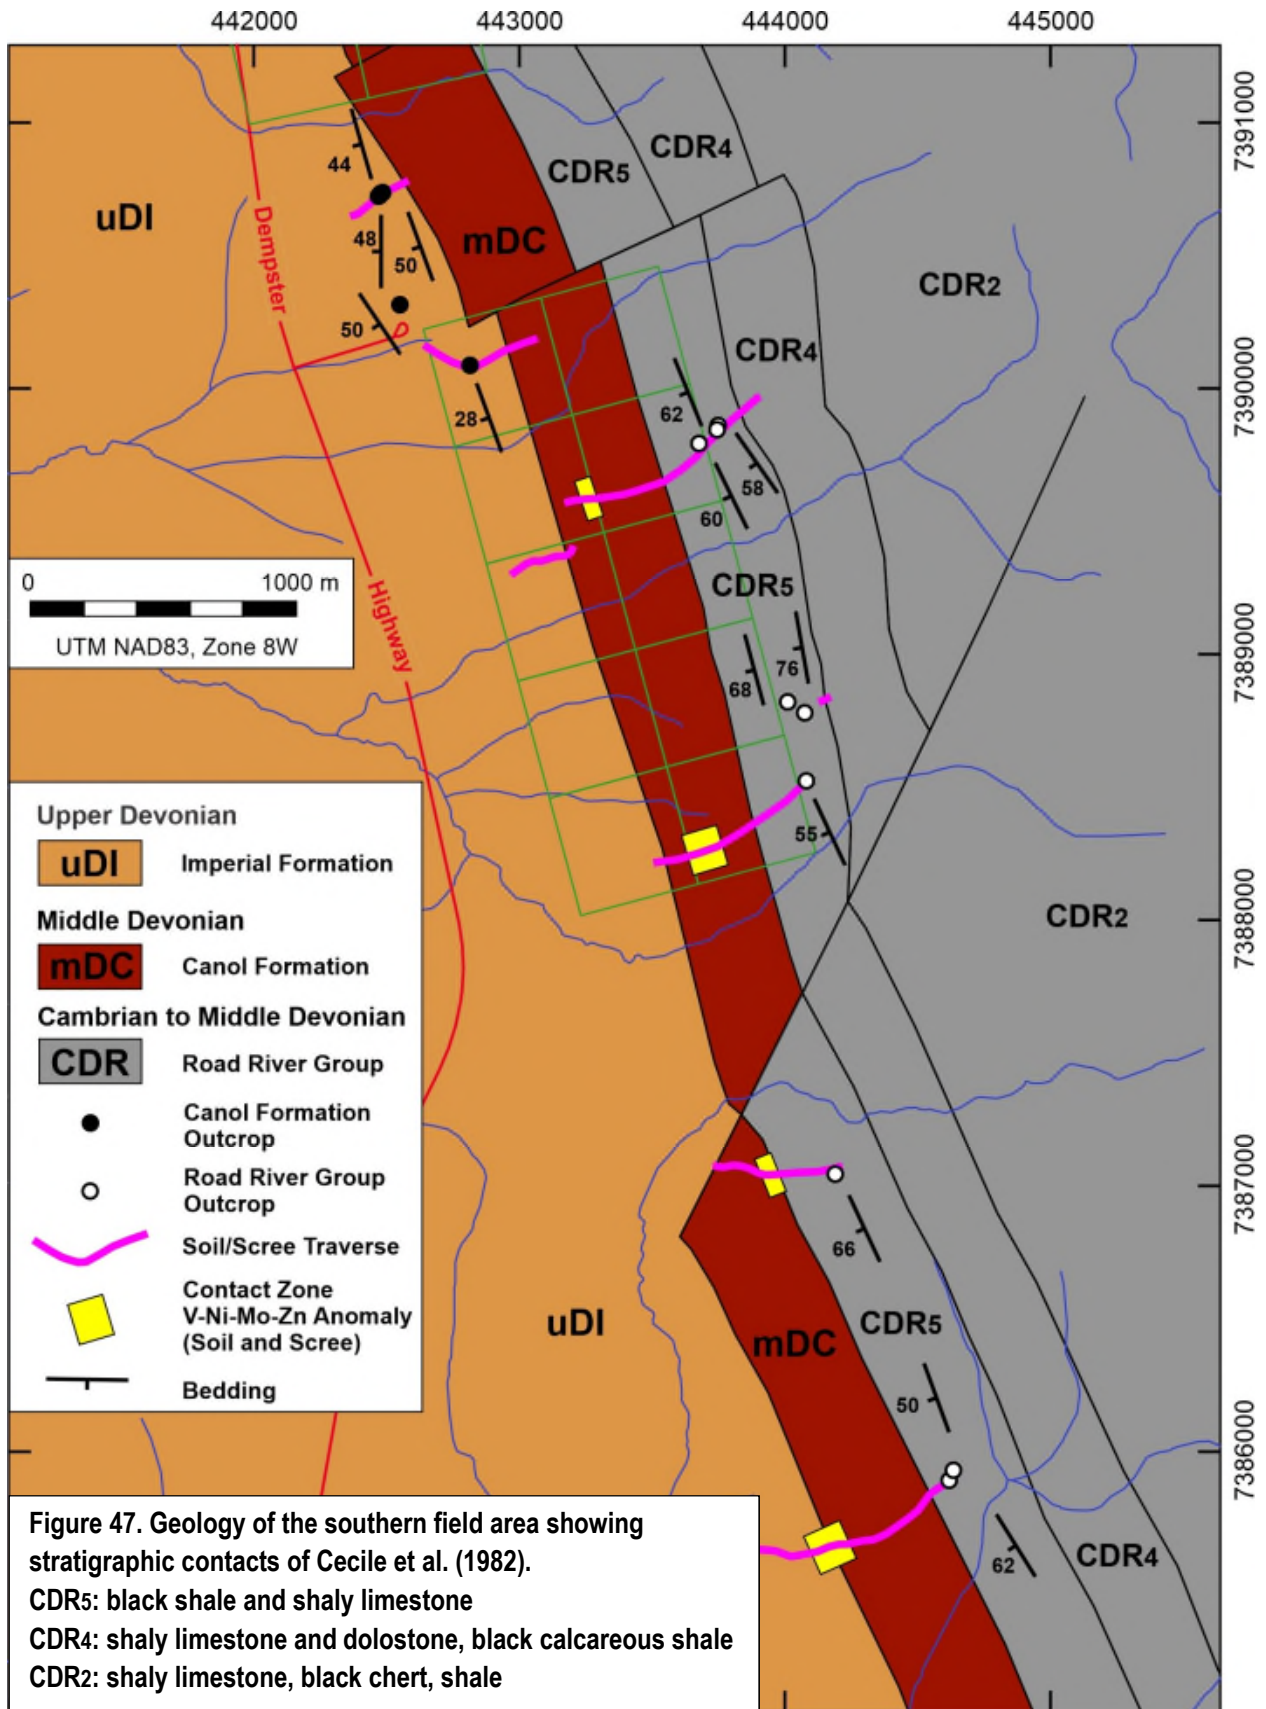 442000
443000
444000
445000
7391000
7390000
7389000
7388000
7387000
7386000
uDI
44
Dempster
48
50
mDC
CDR5
CDR4
CDR2
50
28
CDR4
62
58
60
0 1000 m
UTM NAD83, Zone 8W
Highway
CDR5
76
68
55
CDR2
Upper Devonian
uDI Imperial Formation
Middle Devonian
mDC Canol Formation
Cambrian to Middle Devonian
CDR Road River Group
Canol Formation
Outcrop
Road River Group
Outcrop
Soil/Scree Traverse
Contact Zone
V-Ni-Mo-Zn Anomaly
(Soil and Scree)
Bedding
66
uDI
mDC
CDR5
50
62
CDR4
Figure 47. Geology of the southern field area showing
stratigraphic contacts of Cecile et al. (1982).
CDR5: black shale and shaly limestone
CDR4: shaly limestone and dolostone, black calcareous shale
CDR2: shaly limestone, black chert, shale